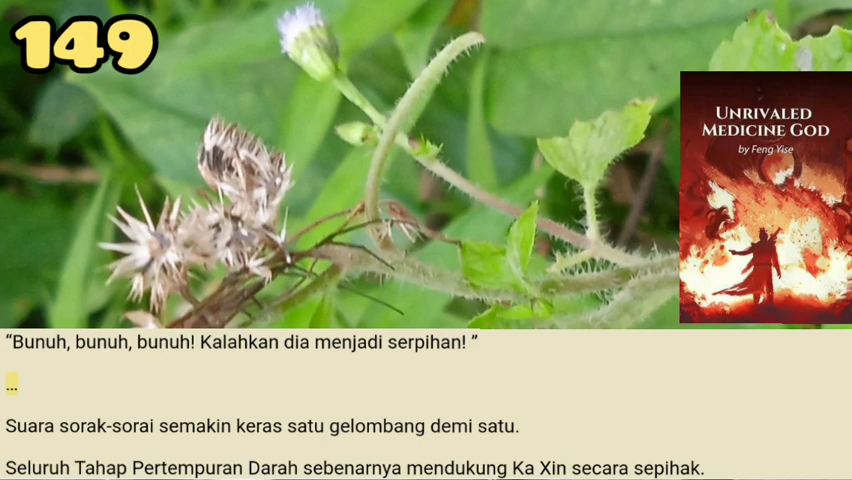 149
UNRIVALED
MEDICINE GOD
by Feng Yise
“Bunuh, bunuh, bunuh! Kalahkan dia menjadi serpihan! ”
...
Suara sorak-sorai semakin keras satu gelombang demi satu.
Seluruh Tahap Pertempuran Darah sebenarnya mendukung Ka Xin secara sepihak.